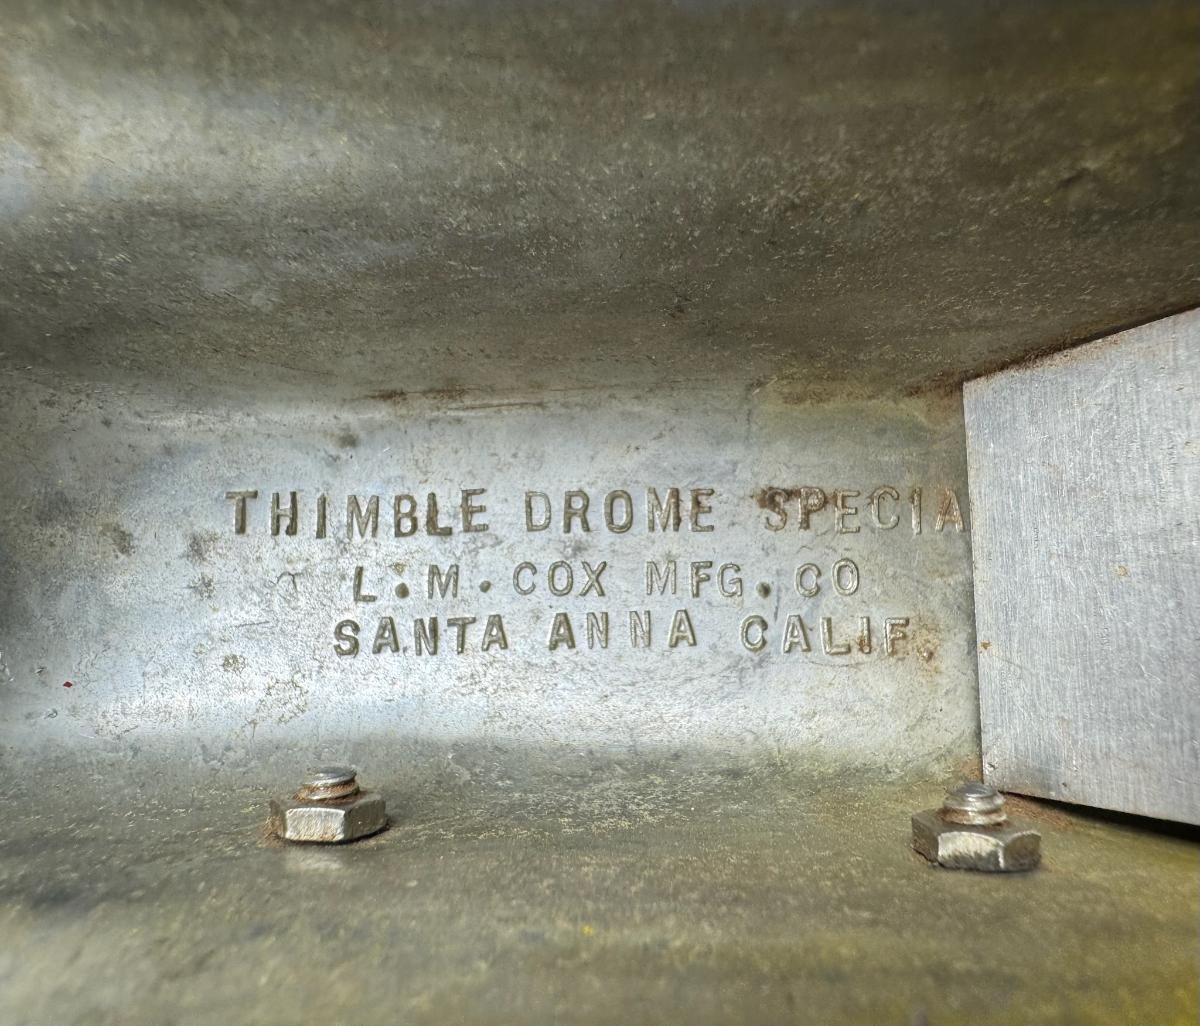 THIMBLE DROME SPECIA
L.M. COX MFG. CO
SANTA ANNA CALIF.